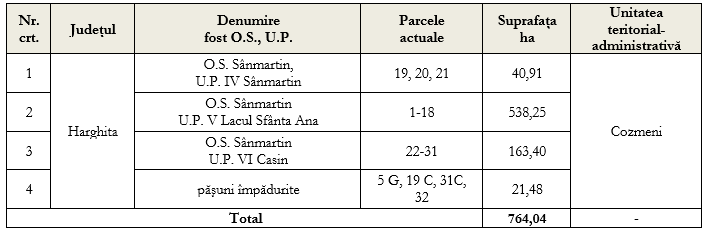 Nr. crt. Județul Denumire fost O.S., U.P. Parcele actuale Suprafața ha Unitatea teritorial-administrativă
1 Harghita O.S. Sânmartin, U.P. IV Sânmartin 19, 20, 21 40,91 Cozmeni
2 O.S. Sânmartin U.P. V Lacul Sfânta Ana 1-18 538,25
3 O.S. Sânmartin U.P. VI Casin 22-31 163,40
4 pășuni împădurite 5 G, 19 C, 31C, 32 21,48
Total 764,04 -